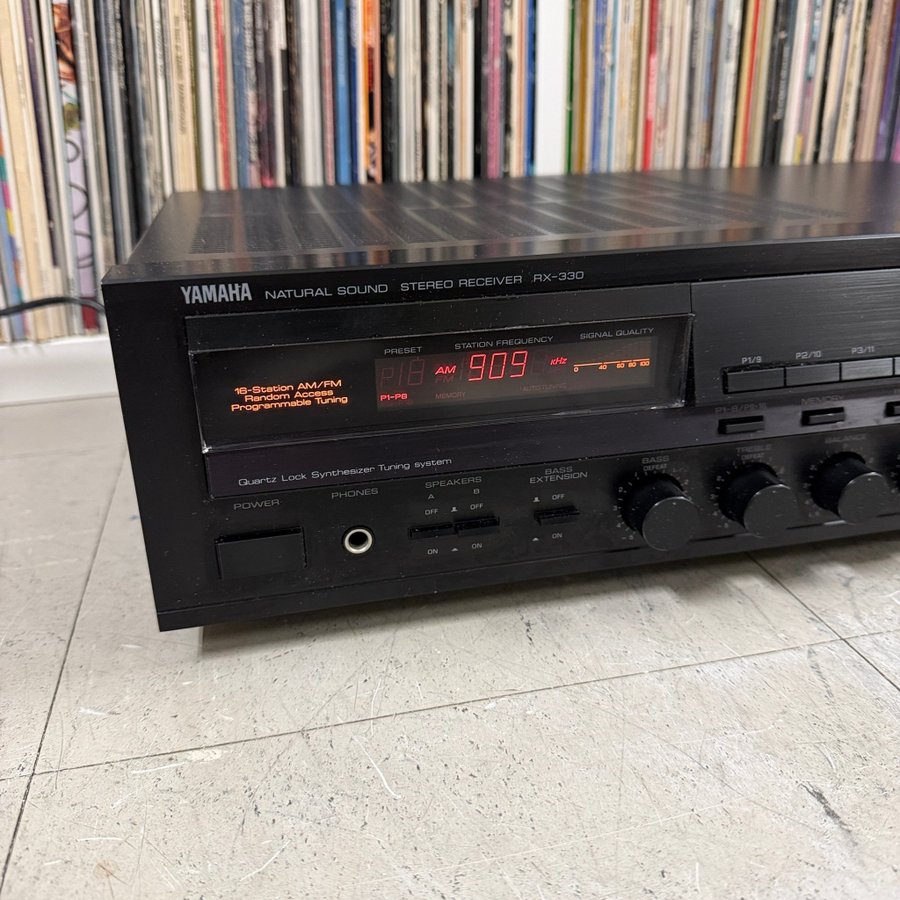 YAMAHA NATURAL SOUND STEREO RECEIVER RX-330
PRESET STATION FREQUENCY SIGNAL QUALITY
AM 909 kHz
FM
0 40 60 80 100
P1-P8 MEMORY AUTO TUNING
16-Station AM/FM
Random Access
Programmable Tuning
P1/9 P2/10 P3/11
MEMORY
Quartz Lock Synthesizer Tuning system
POWER PHONES SPEAKERS BASS EXTENSION BASS TREBLE BALANCE
A B
DEFEAT DEFEAT
OFF OFF OFF
ON ON ON